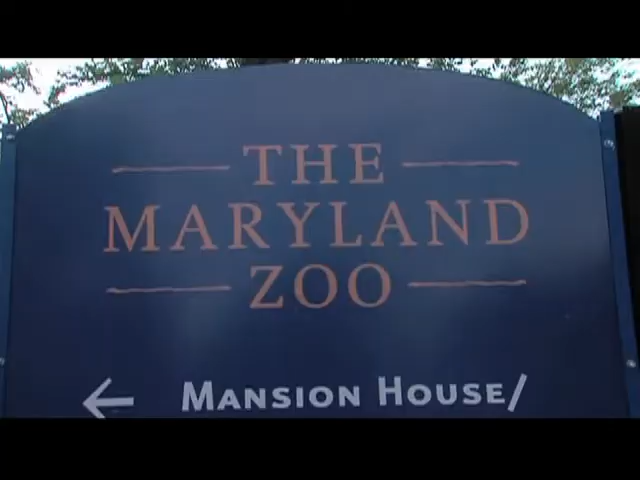 THE
MARYLAND
ZOO
← MANSION HOUSE/